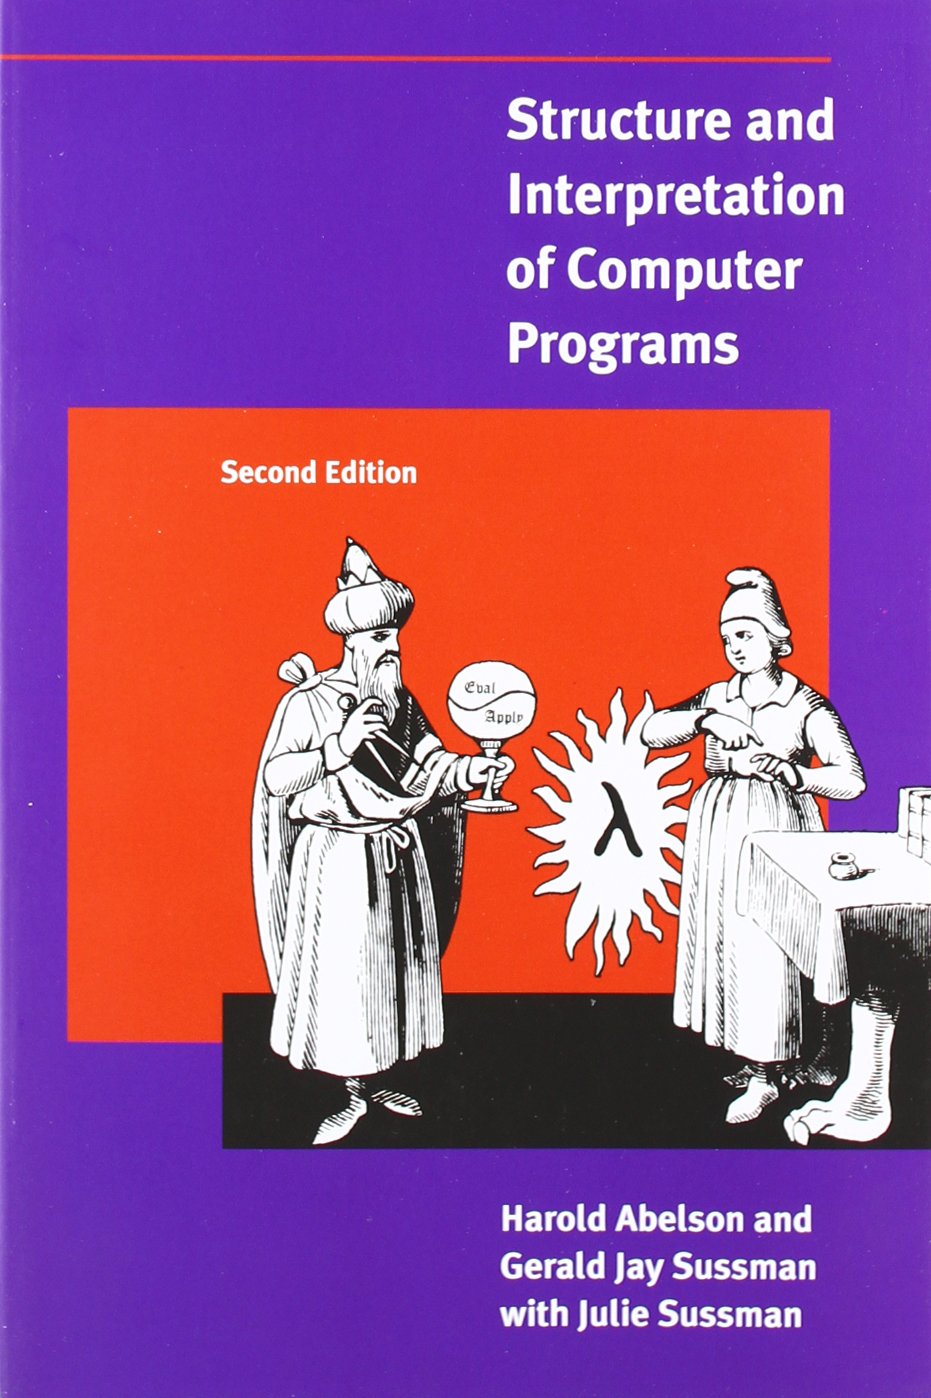 Structure and
Interpretation
of Computer
Programs
Second Edition
Eval
Apply
λ
Harold Abelson and
Gerald Jay Sussman
with Julie Sussman